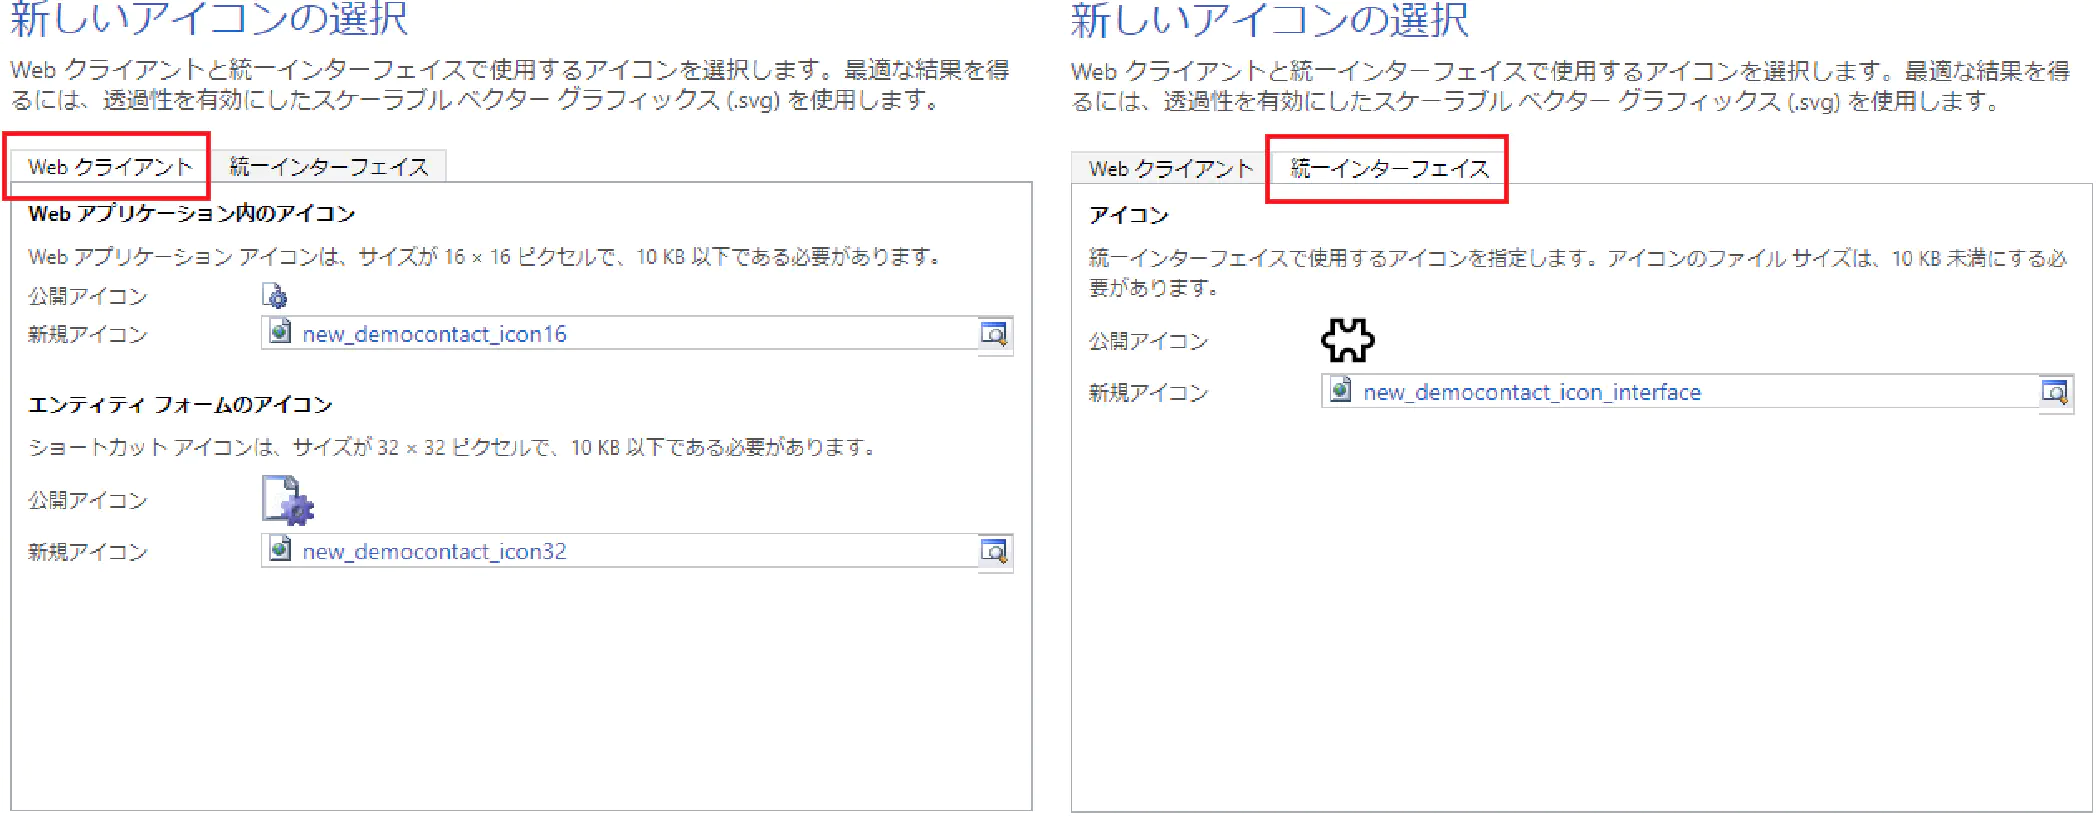 新しいアイコンの選択
Web クライアントと統一インターフェイスで使用するアイコンを選択します。最適な結果を得
るには、透過性を有効にしたスケーラブル ベクター グラフィックス (.svg) を使用します。
Web クライアント
統一インターフェイス
Web アプリケーション内のアイコン
Web アプリケーション アイコンは、サイズが 16 × 16 ピクセルで、10 KB 以下である必要があります。
公開アイコン
新規アイコン
new_democontact_icon16
エンティティ フォームのアイコン
ショートカット アイコンは、サイズが 32 × 32 ピクセルで、10 KB 以下である必要があります。
公開アイコン
新規アイコン
new_democontact_icon32
新しいアイコンの選択
Web クライアントと統一インターフェイスで使用するアイコンを選択します。最適な結果を得
るには、透過性を有効にしたスケーラブル ベクター グラフィックス (.svg) を使用します。
Web クライアント
統一インターフェイス
アイコン
統一インターフェイスで使用するアイコンを指定します。アイコンのファイル サイズは、10 KB 未満にする必
要があります。
公開アイコン
新規アイコン
new_democontact_icon_interface